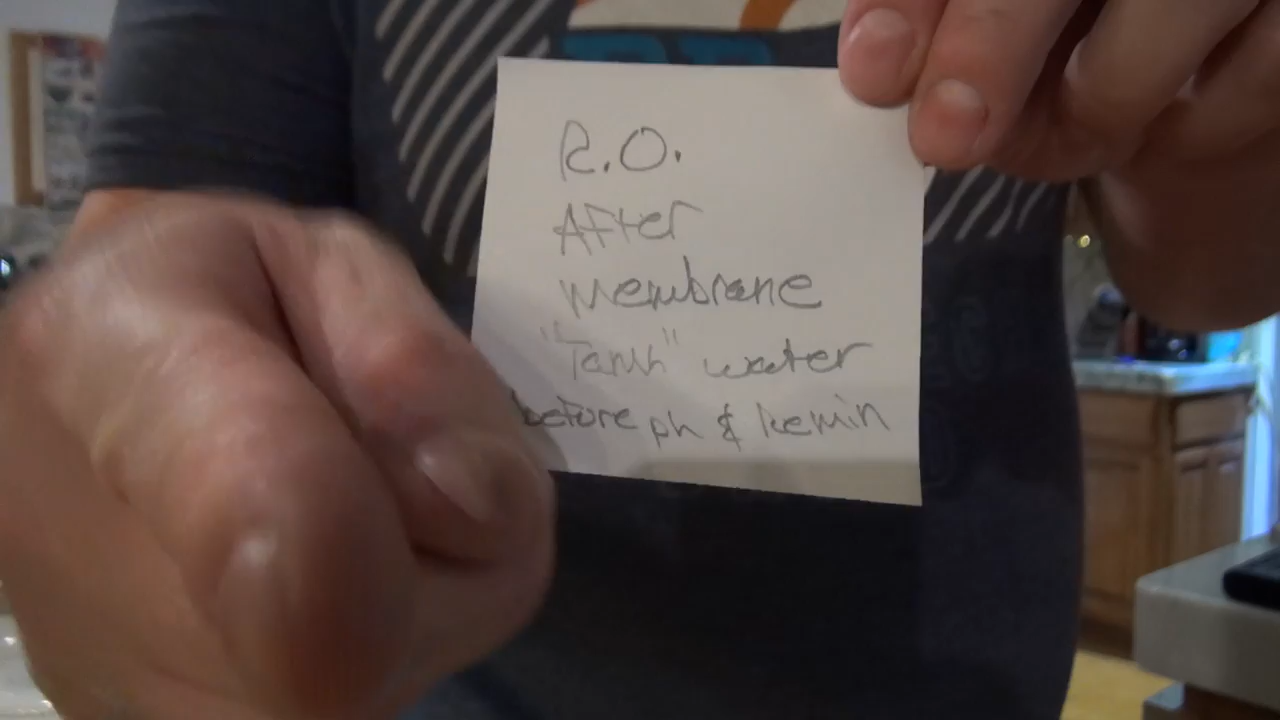 R.O.
After
membrane
"Tank" water
before ph & Remin